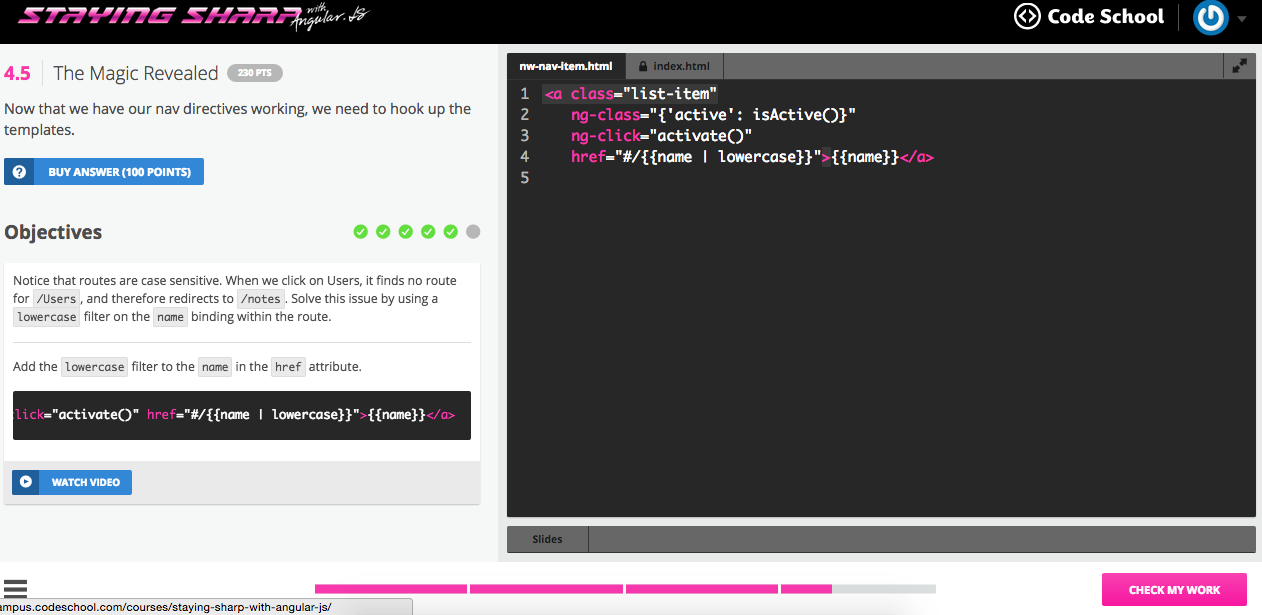 STAYING SHARP with Angular.JS
Code School
4.5 The Magic Revealed 230 PTS
Now that we have our nav directives working, we need to hook up the
templates.
? BUY ANSWER (100 POINTS)
Objectives
Notice that routes are case sensitive. When we click on Users, it finds no route
for /Users, and therefore redirects to /notes. Solve this issue by using a
lowercase filter on the name binding within the route.
Add the lowercase filter to the name in the href attribute.
lick="activate()" href="#/{{name | lowercase}}">{{name}}</a>
WATCH VIDEO
nw-nav-item.html index.html
1 <a class="list-item"
2 ng-class="{'active': isActive()}"
3 ng-click="activate()"
4 href="#/{{name | lowercase}}">{{name}}</a>
5
Slides
CHECK MY WORK
ampus.codeschool.com/courses/staying-sharp-with-angular-js/